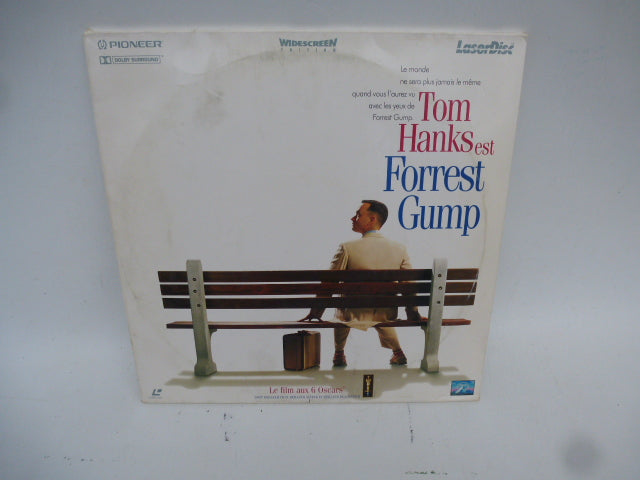 PIONEER
DOLBY SURROUND
WIDESCREEN
EDITION
LaserDisc
Le monde
ne sera plus jamais le même
quand vous l'aurez vu
avec les yeux de
Forrest Gump.
Tom
Hanks est
Forrest
Gump
Le film aux 6 Oscars